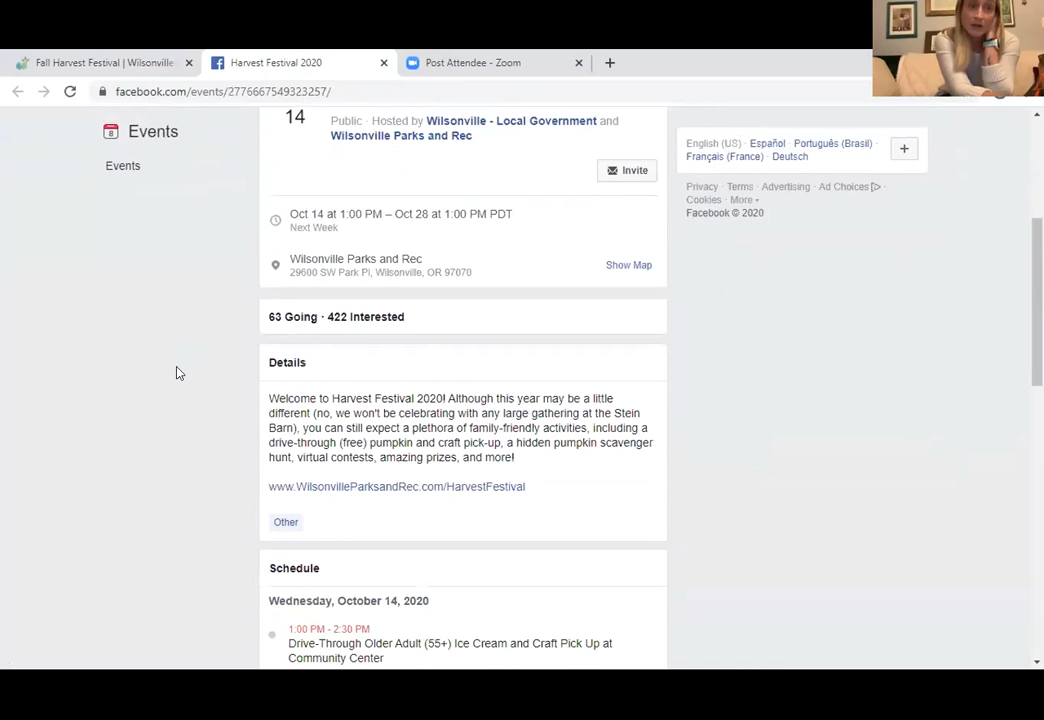 Fall Harvest Festival | Wilsonville
Harvest Festival 2020
Post Attendee - Zoom
facebook.com/events/2776667549323257/
8 Events
Events
14
Public · Hosted by Wilsonville - Local Government and
Wilsonville Parks and Rec
Invite
Oct 14 at 1:00 PM – Oct 28 at 1:00 PM PDT
Next Week
Wilsonville Parks and Rec
29600 SW Park Pl, Wilsonville, OR 97070
Show Map
63 Going · 422 Interested
Details
Welcome to Harvest Festival 2020! Although this year may be a little
different (no, we won't be celebrating with any large gathering at the Stein
Barn), you can still expect a plethora of family-friendly activities, including a
drive-through (free) pumpkin and craft pick-up, a hidden pumpkin scavenger
hunt, virtual contests, amazing prizes, and more!
www.WilsonvilleParksandRec.com/HarvestFestival
Other
Schedule
Wednesday, October 14, 2020
1:00 PM - 2:30 PM
Drive-Through Older Adult (55+) Ice Cream and Craft Pick Up at
Community Center
English (US) · Español · Português (Brasil) ·
Français (France) · Deutsch
Privacy · Terms · Advertising · Ad Choices ·
Cookies · More
Facebook © 2020